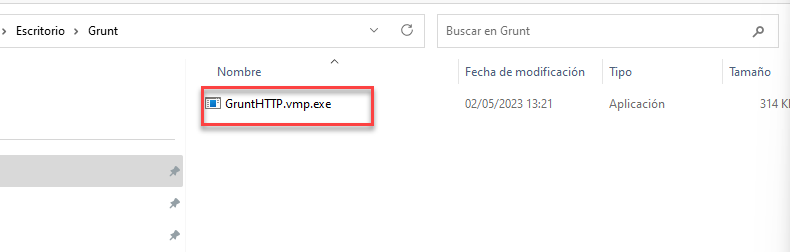 Escritorio > Grunt
Buscar en Grunt
Nombre Fecha de modificación Tipo Tamaño
GruntHTTP.vmp.exe 02/05/2023 13:21 Aplicación 314 K